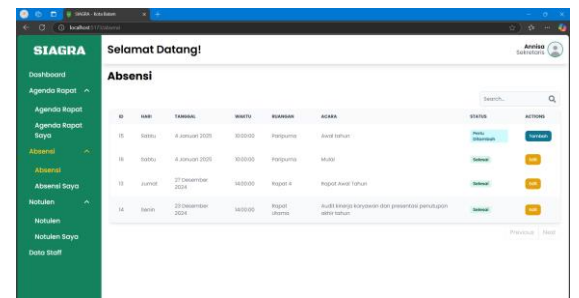 SIAGRA - Kota Batam
localhost:5173/absensi
SIAGRA
Selamat Datang!
Annisa
Sekretaris
Dashboard
Agenda Rapat
Agenda Rapat
Agenda Rapat
Saya
Absensi
Absensi
Absensi Saya
Notulen
Notulen
Notulen Saya
Data Staff
Absensi
Search...
ID HARI TANGGAL WAKTU RUANGAN ACARA STATUS ACTIONS
15 Sabtu 4 Januari 2025 10:00:00 Paripurna Awal tahun Perlu Ditambah Tambah
16 Sabtu 4 Januari 2025 10:00:00 Paripurna Selesai Edit
13 Jumat 27 Desember 2024 14:00:00 Rapat 4 Rapat Awal Tahun Selesai Edit
14 Senin 23 Desember 2024 14:00:00 Rapat Utama Audit kinerja karyawan dan presentasi penutupan akhir tahun Selesai Edit
Previous Next